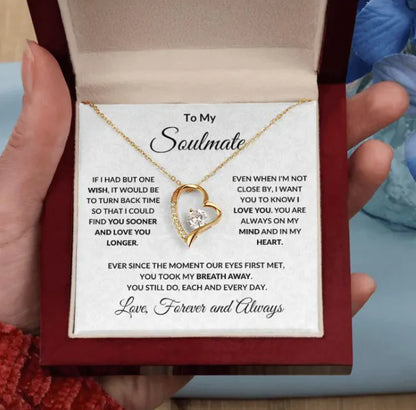 To My
Soulmate
IF I HAD BUT ONE
WISH, IT WOULD BE
TO TURN BACK TIME
SO THAT I COULD
FIND YOU SOONER
AND LOVE YOU
LONGER.
EVEN WHEN I'M NOT
CLOSE BY, I WANT
YOU TO KNOW I
LOVE YOU. YOU ARE
ALWAYS ON MY
MIND AND IN MY
HEART.
EVER SINCE THE MOMENT OUR EYES FIRST MET,
YOU TOOK MY BREATH AWAY.
YOU STILL DO, EACH AND EVERY DAY.
Love, Forever and Always